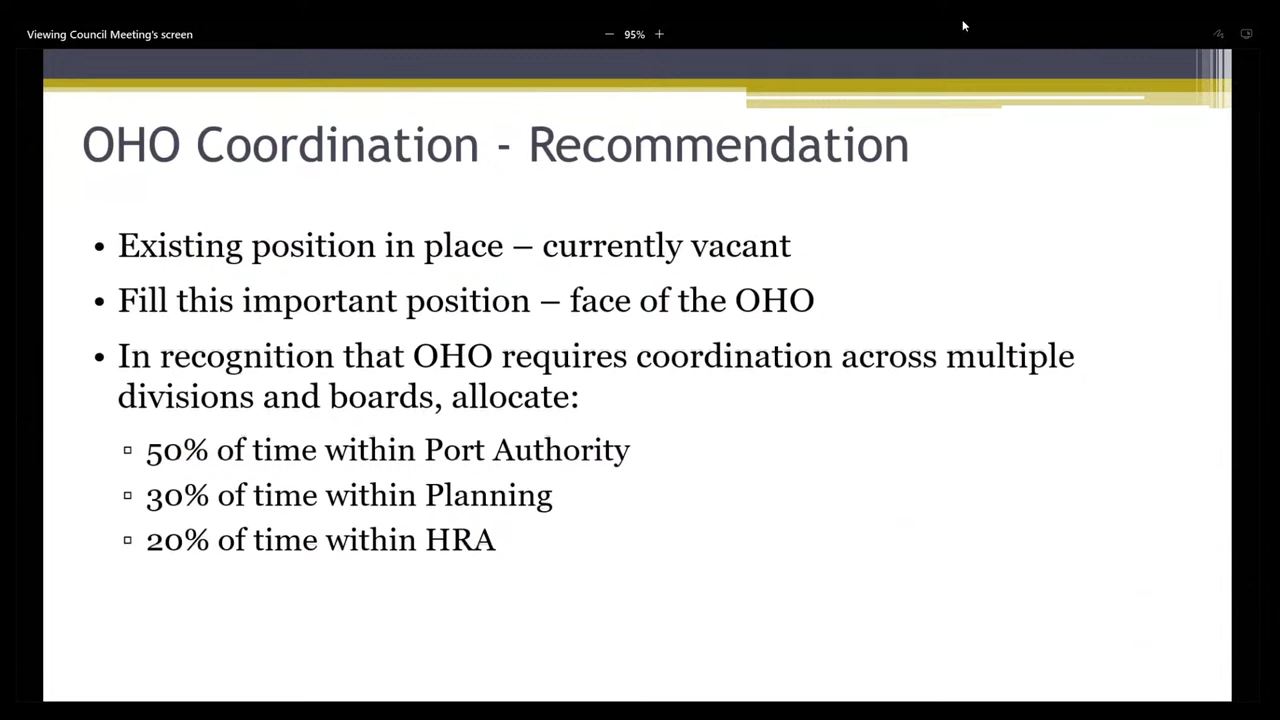 Viewing Council Meeting's screen
95%
OHO Coordination - Recommendation
• Existing position in place – currently vacant
• Fill this important position – face of the OHO
• In recognition that OHO requires coordination across multiple
divisions and boards, allocate:
▫ 50% of time within Port Authority
▫ 30% of time within Planning
▫ 20% of time within HRA